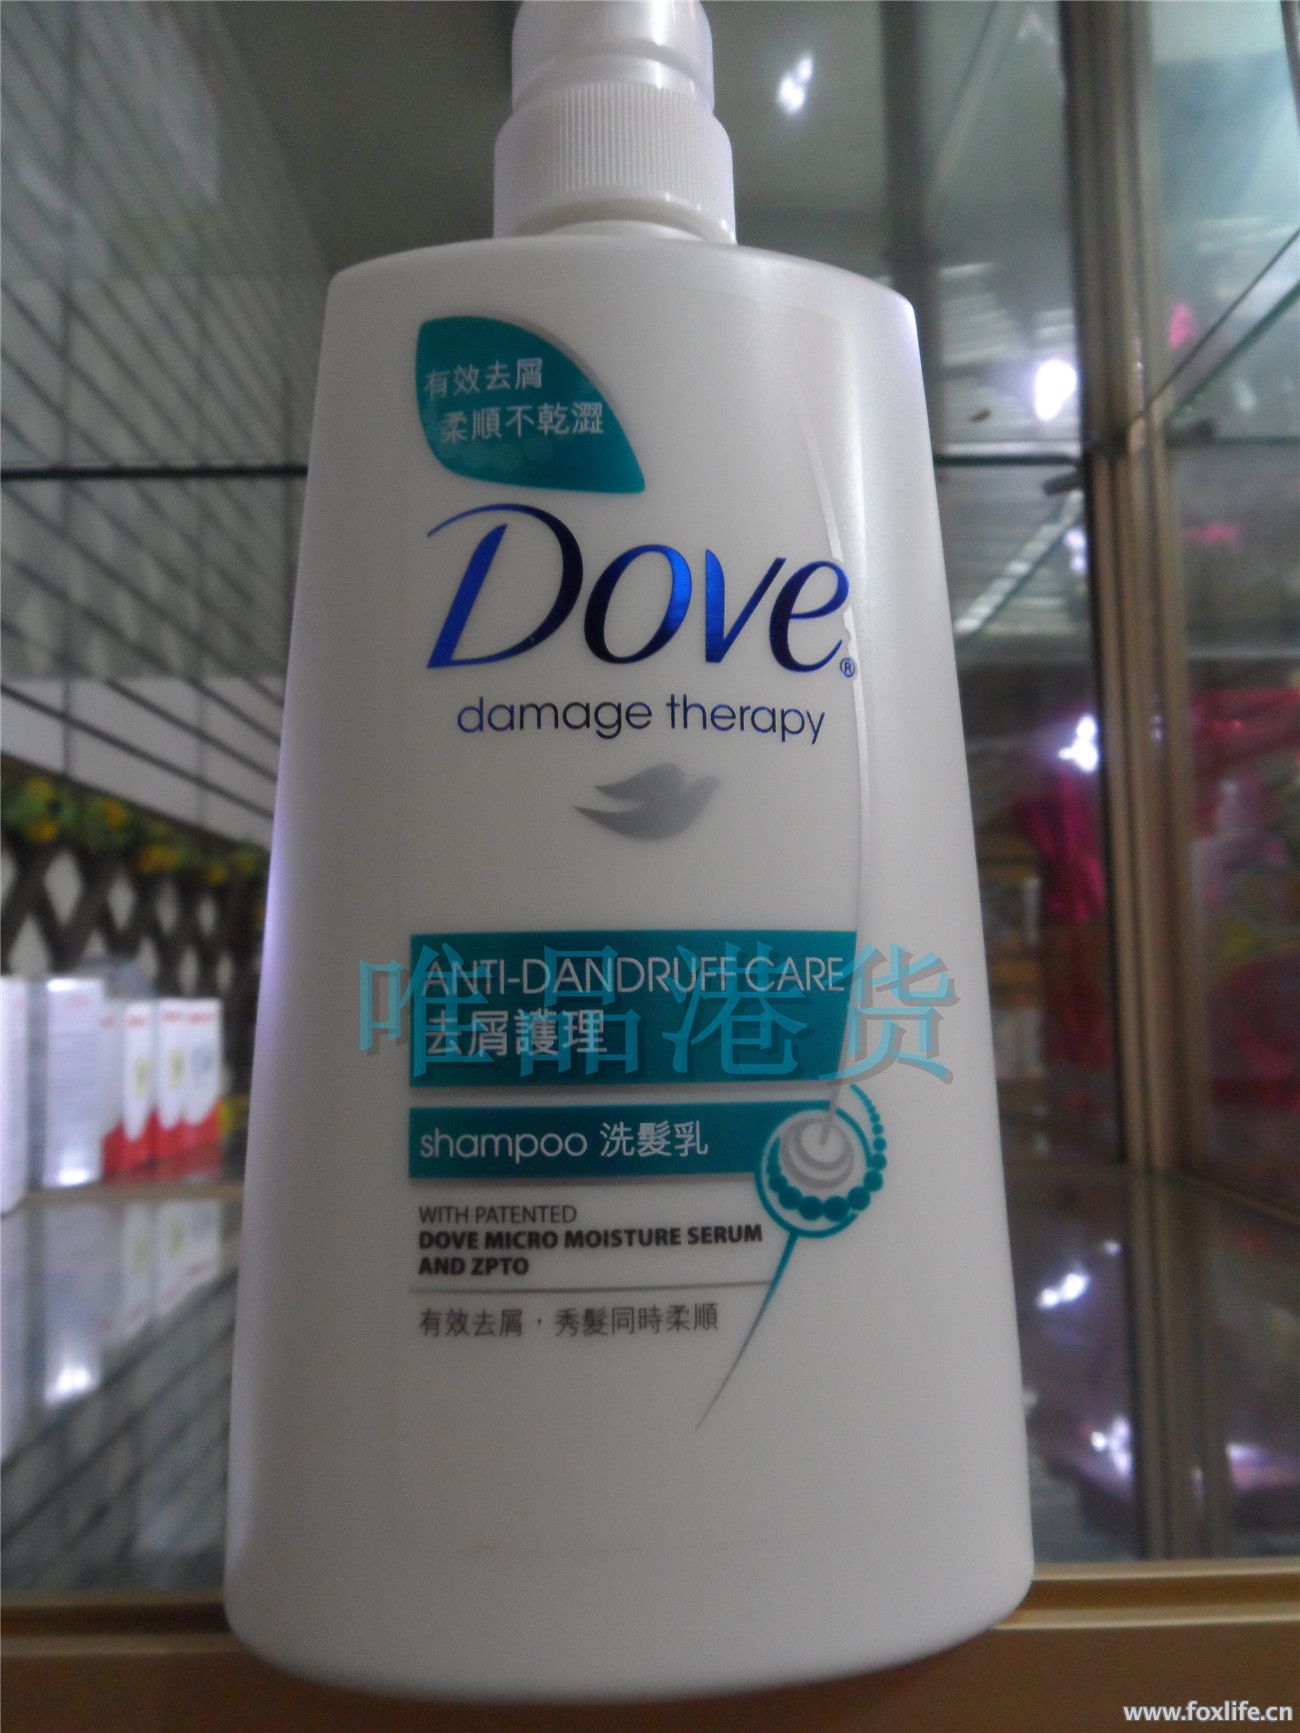 有效去屑
柔順不乾澀
Dove®
damage therapy
ANTI-DANDRUFF CARE
去屑護理
唯品港货
shampoo 洗髮乳
WITH PATENTED
DOVE MICRO MOISTURE SERUM
AND ZPTO
有效去屑，秀髮同時柔順
www.foxlife.cn